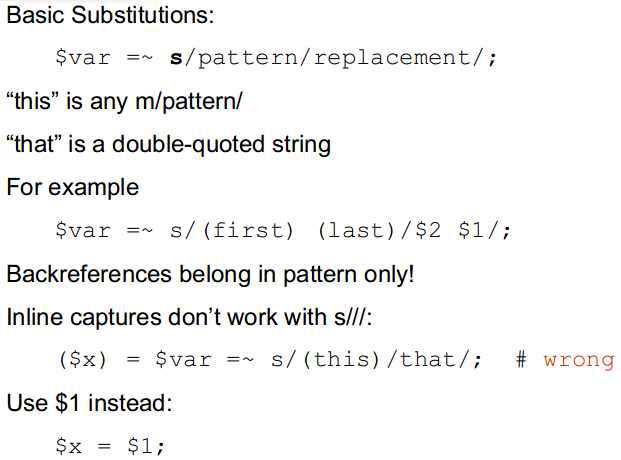 Basic Substitutions:
$var =~ s/pattern/replacement/;
“this” is any m/pattern/
“that” is a double-quoted string
For example
$var =~ s/(first) (last)/$2 $1/;
Backreferences belong in pattern only!
Inline captures don’t work with s///:
($x) = $var =~ s/(this)/that/; # wrong
Use $1 instead:
$x = $1;